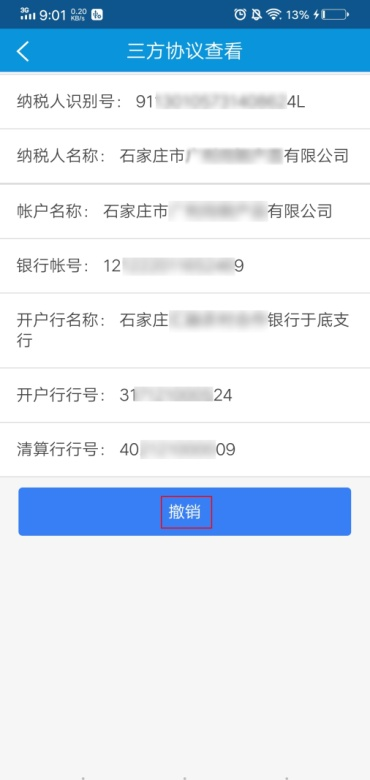 3G 9:01 0.20 KB/s 13%
三方协议查看
纳税人识别号： 91 4L
纳税人名称： 石家庄市 有限公司
帐户名称： 石家庄市 有限公司
银行帐号： 12 9
开户行名称： 石家庄 银行于底支
行
开户行行号： 31 24
清算行行号： 40 09
撤销